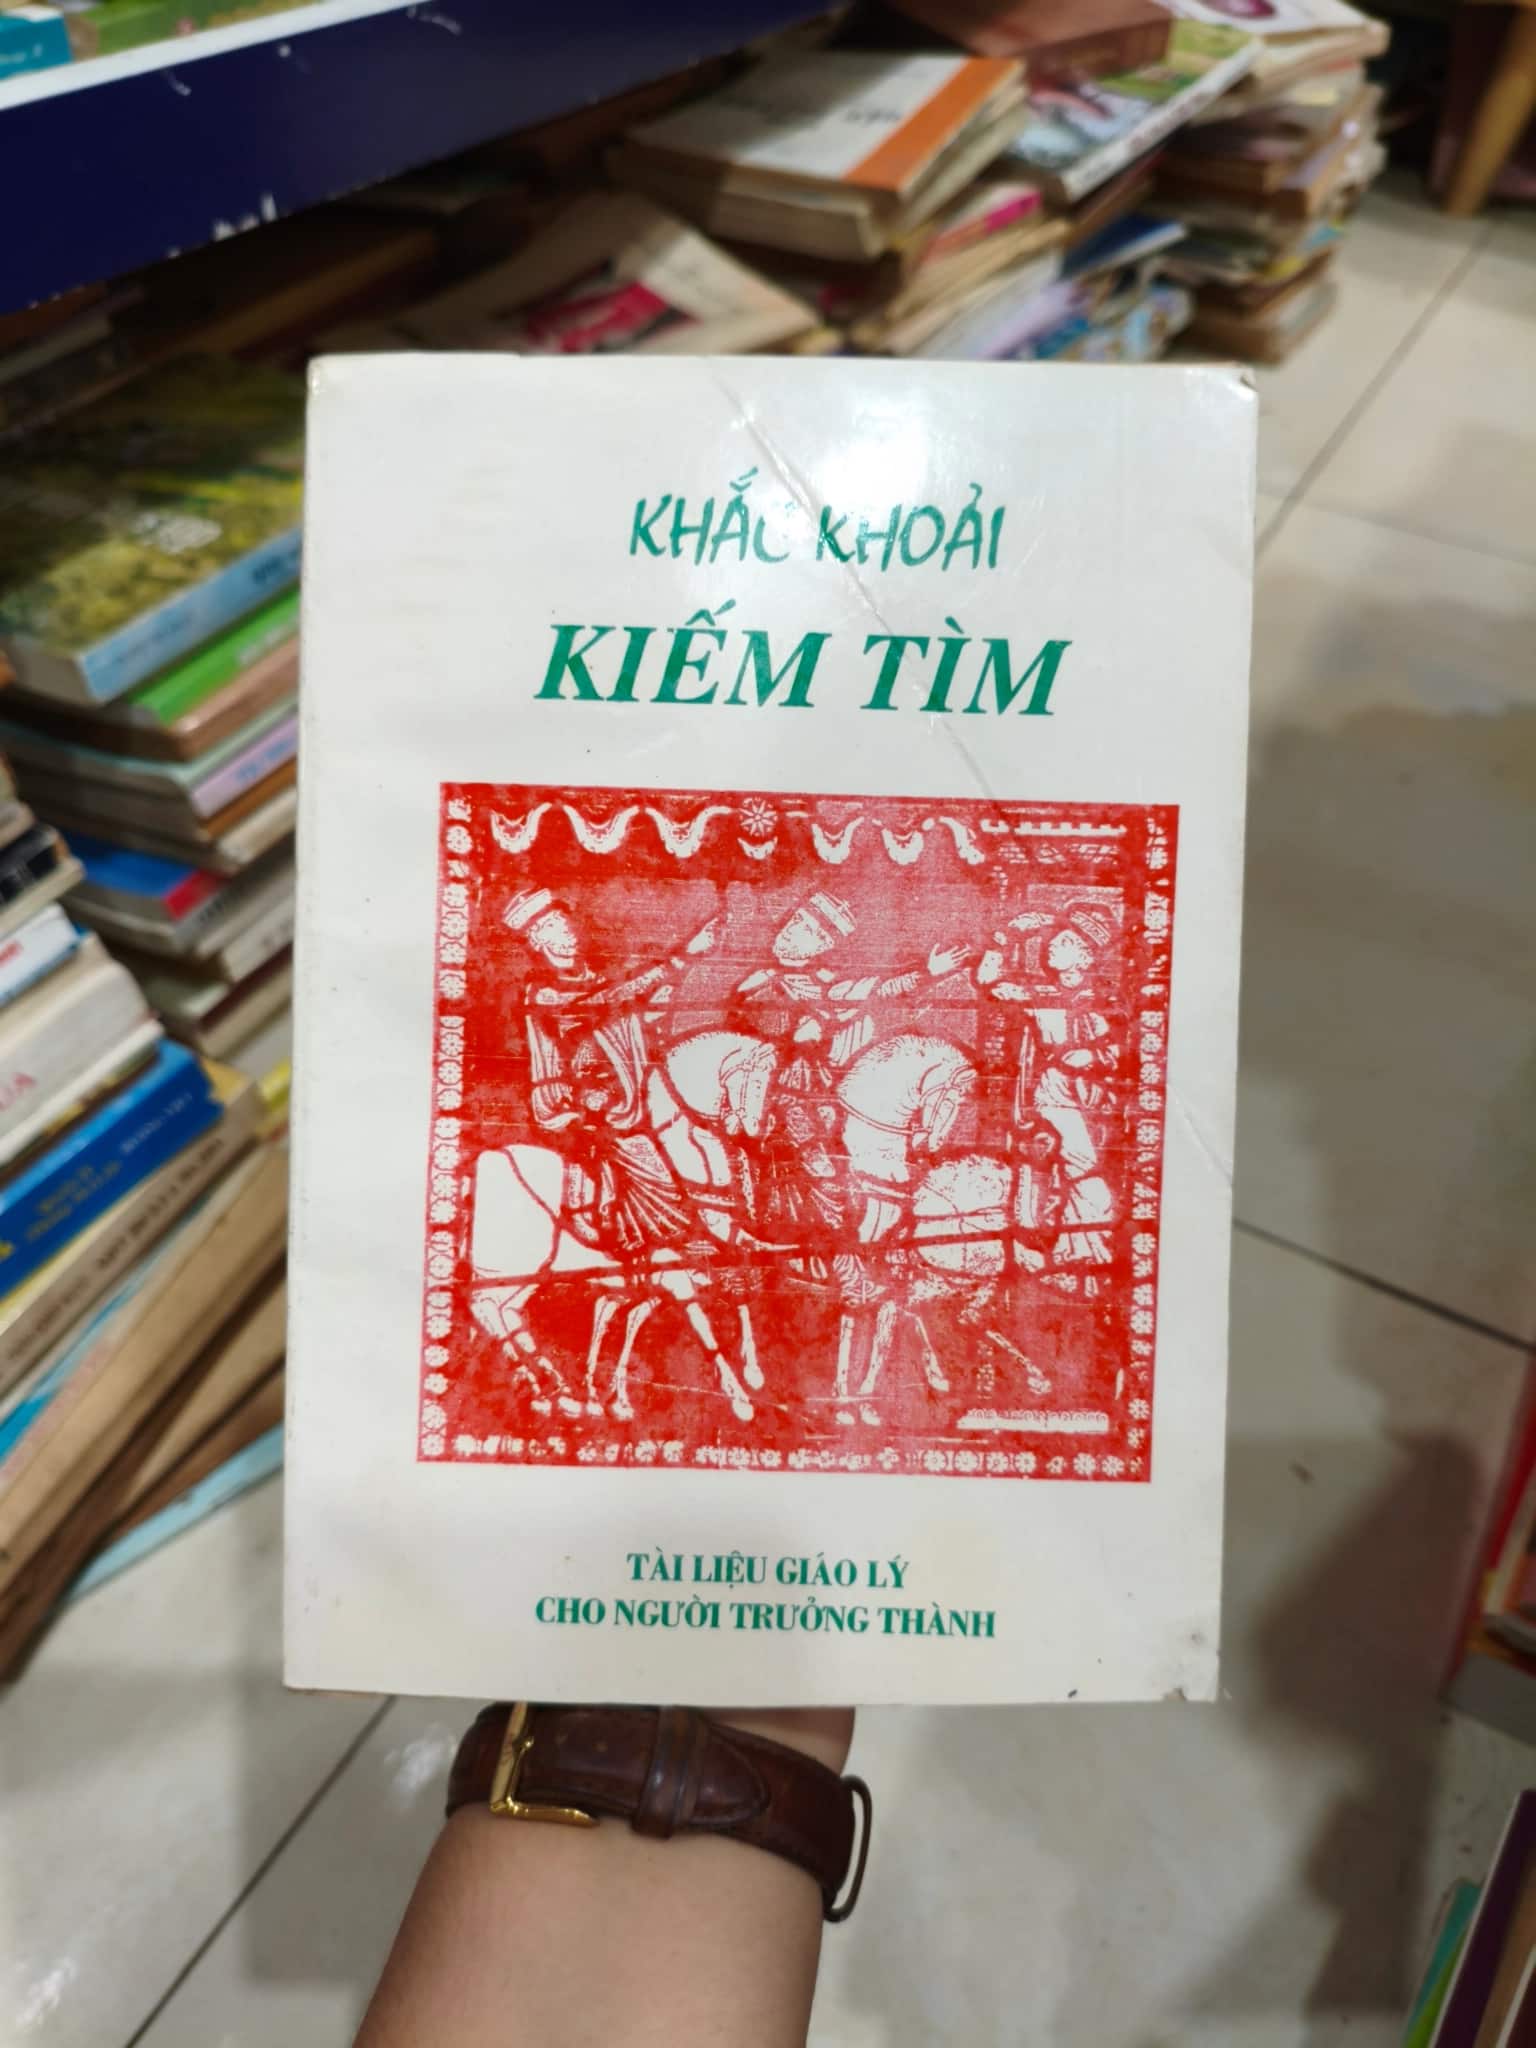 KHẮC KHOẢI
KIẾM TÌM
TÀI LIỆU GIÁO LÝ
CHO NGƯỜI TRƯỞNG THÀNH